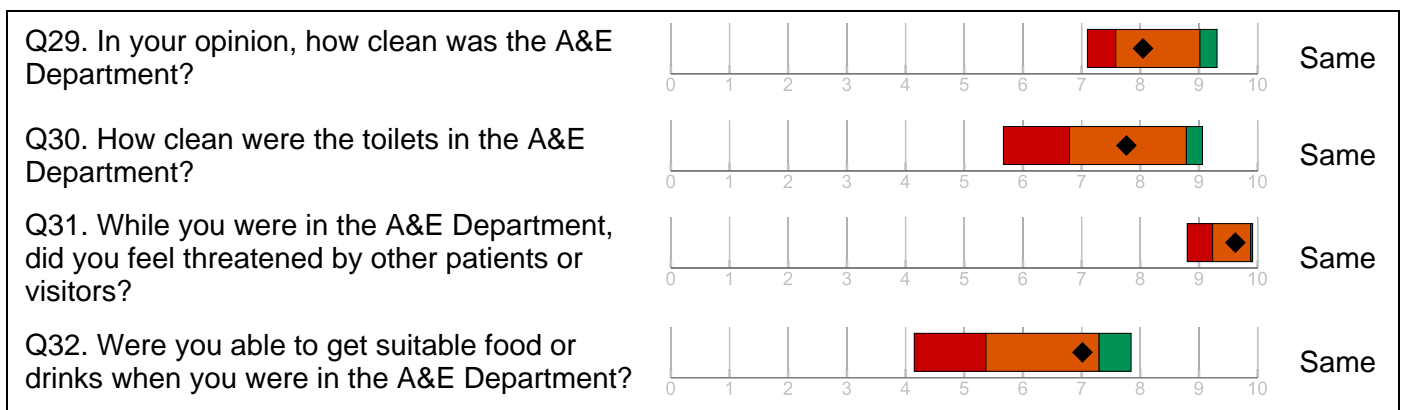 Q29. In your opinion, how clean was the A&E
Department?
0 1 2 3 4 5 6 7 8 9 10
Same
Q30. How clean were the toilets in the A&E
Department?
0 1 2 3 4 5 6 7 8 9 10
Same
Q31. While you were in the A&E Department,
did you feel threatened by other patients or
visitors?
0 1 2 3 4 5 6 7 8 9 10
Same
Q32. Were you able to get suitable food or
drinks when you were in the A&E Department?
0 1 2 3 4 5 6 7 8 9 10
Same